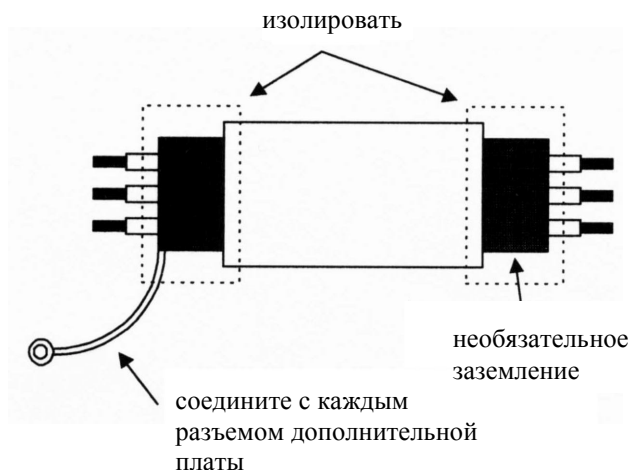 изолировать
необязательное
заземление
соедините с каждым
разъемом дополнительной
платы